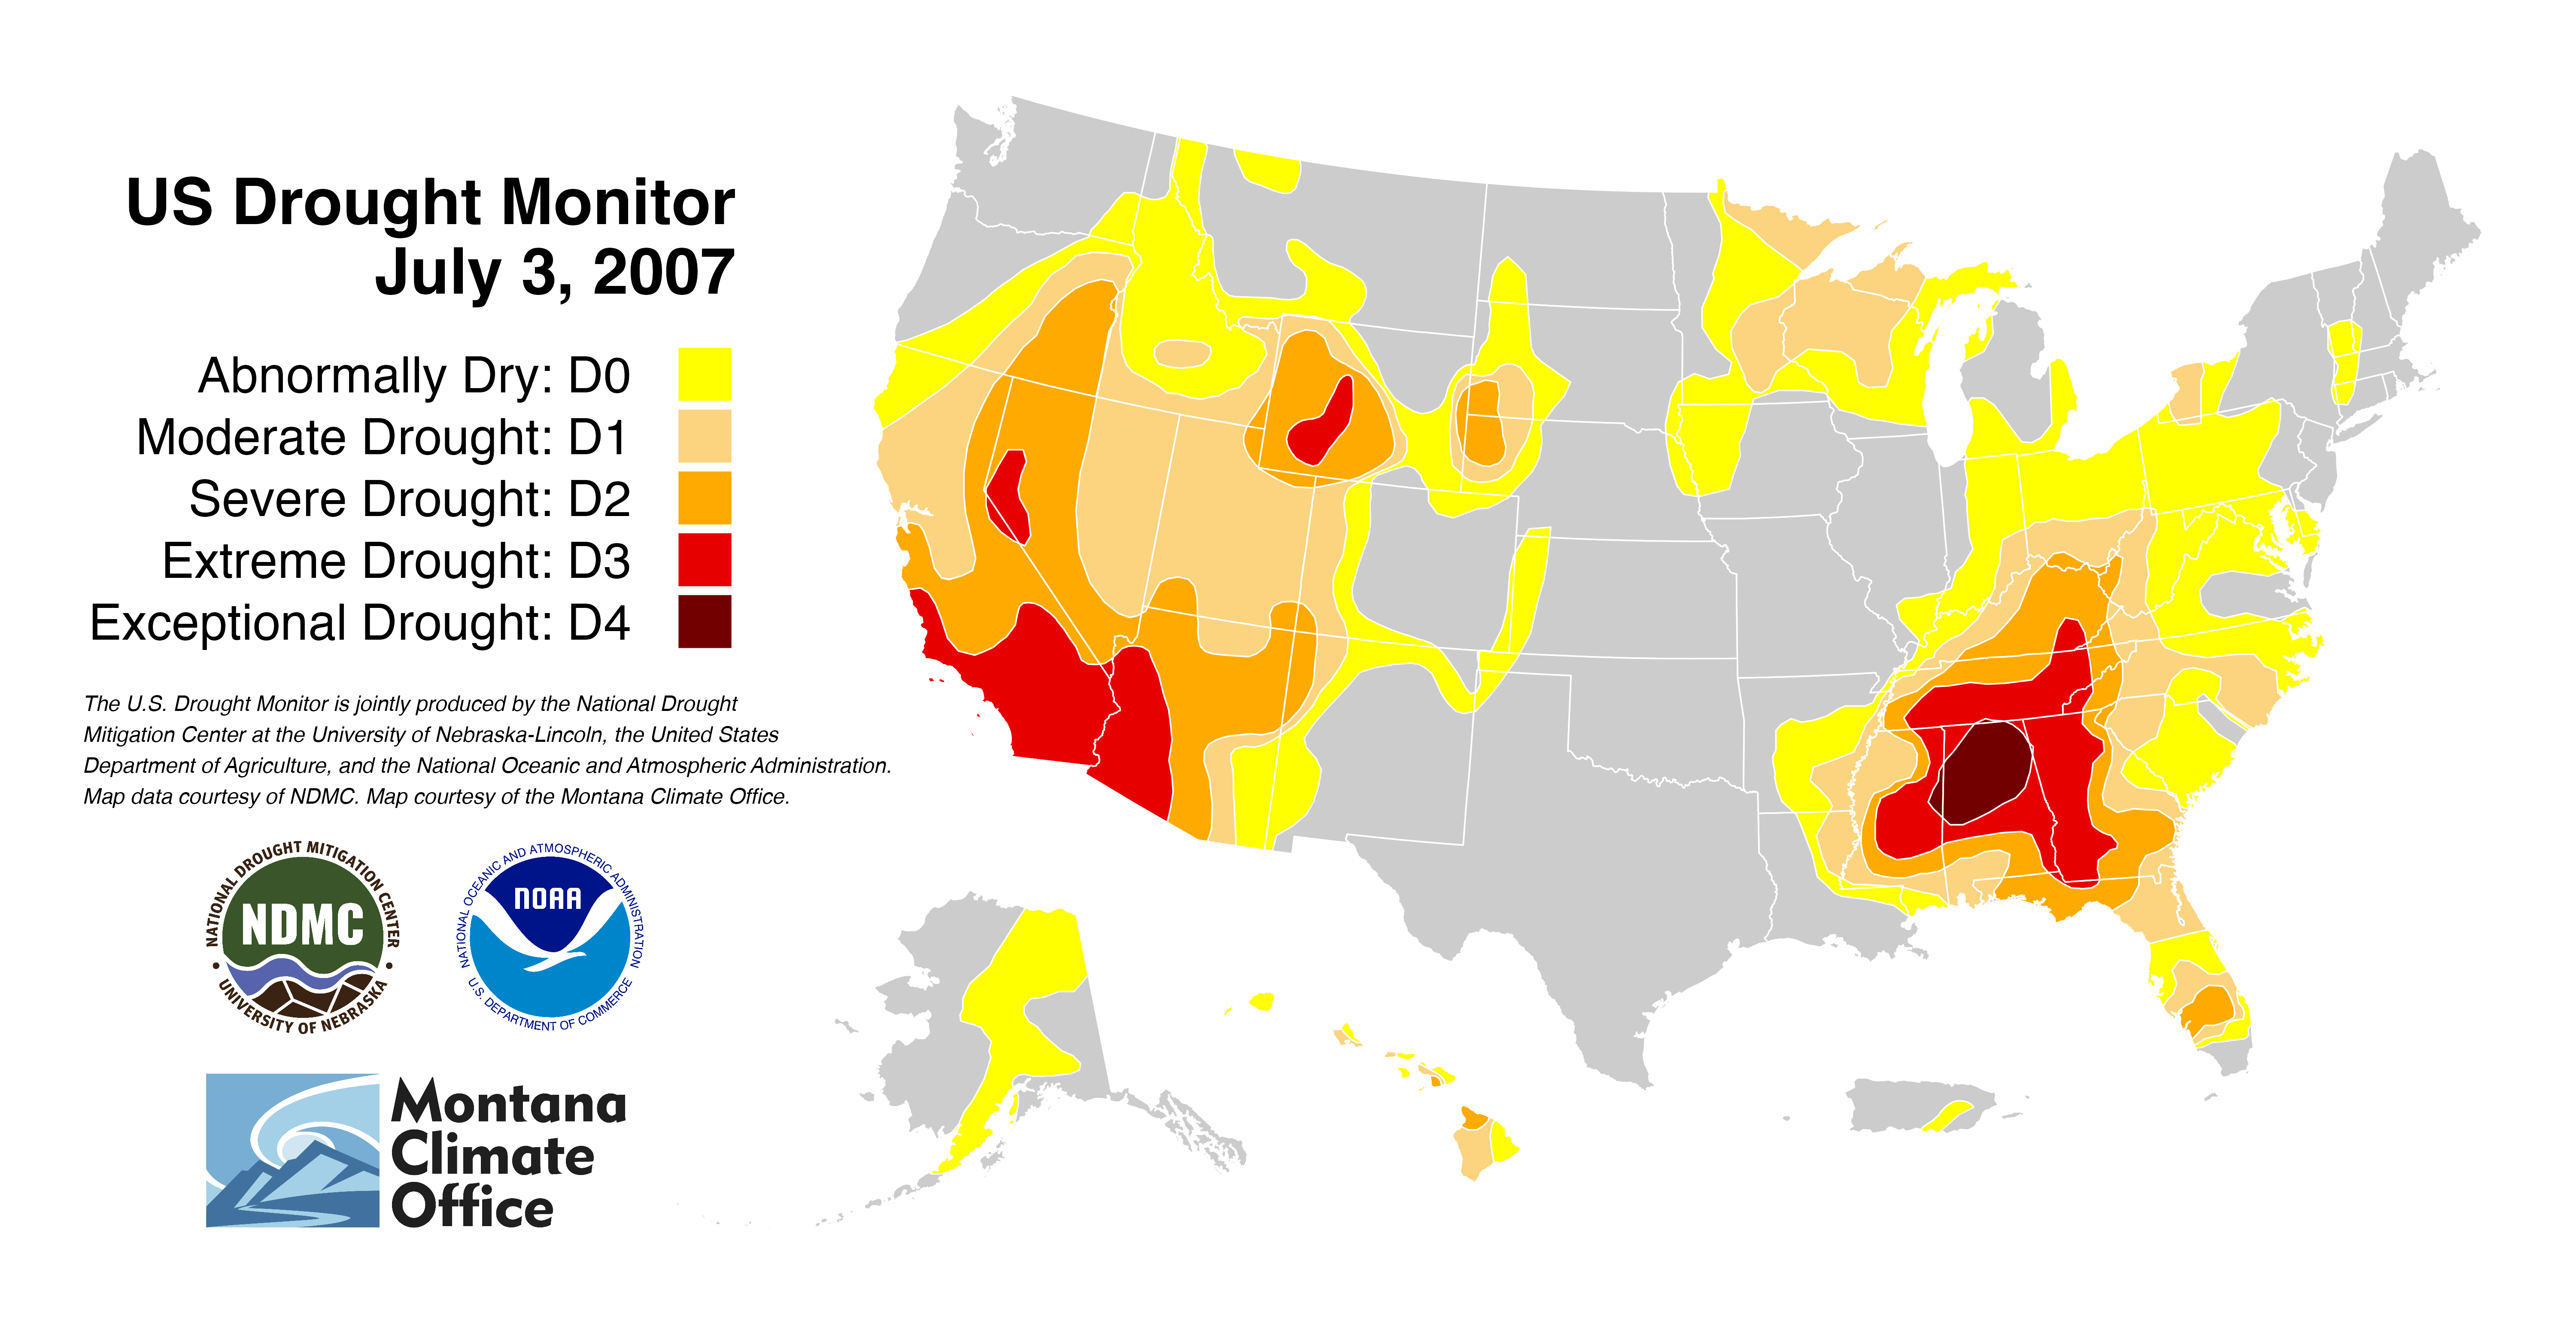 US Drought Monitor
July 3, 2007
Abnormally Dry: D0
Moderate Drought: D1
Severe Drought: D2
Extreme Drought: D3
Exceptional Drought: D4
The U.S. Drought Monitor is jointly produced by the National Drought
Mitigation Center at the University of Nebraska-Lincoln, the United States
Department of Agriculture, and the National Oceanic and Atmospheric Administration.
Map data courtesy of NDMC. Map courtesy of the Montana Climate Office.
NATIONAL DROUGHT MITIGATION CENTER
NDMC
• UNIVERSITY OF NEBRASKA •
NATIONAL OCEANIC AND ATMOSPHERIC ADMINISTRATION
NOAA
U.S. DEPARTMENT OF COMMERCE
Montana
Climate
Office